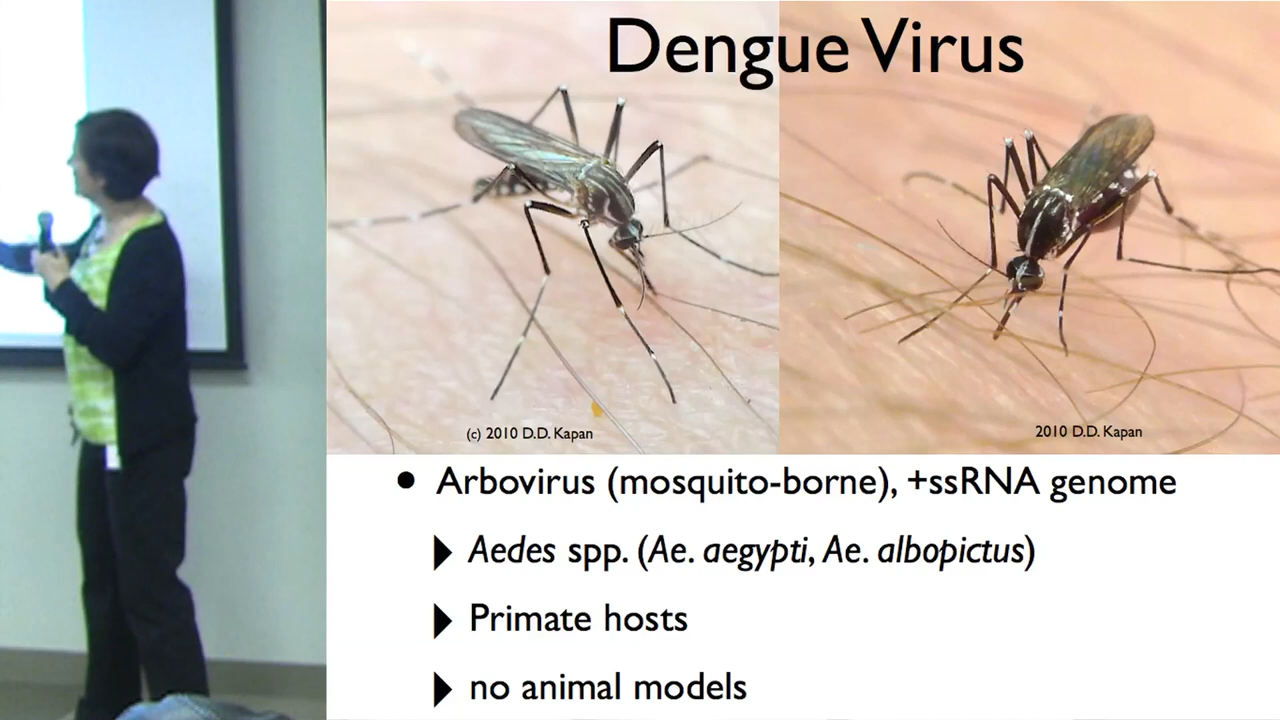 Dengue Virus
(c) 2010 D.D. Kapan
2010 D.D. Kapan
• Arbovirus (mosquito-borne), +ssRNA genome
▶ Aedes spp. (Ae. aegypti, Ae. albopictus)
▶ Primate hosts
▶ no animal models